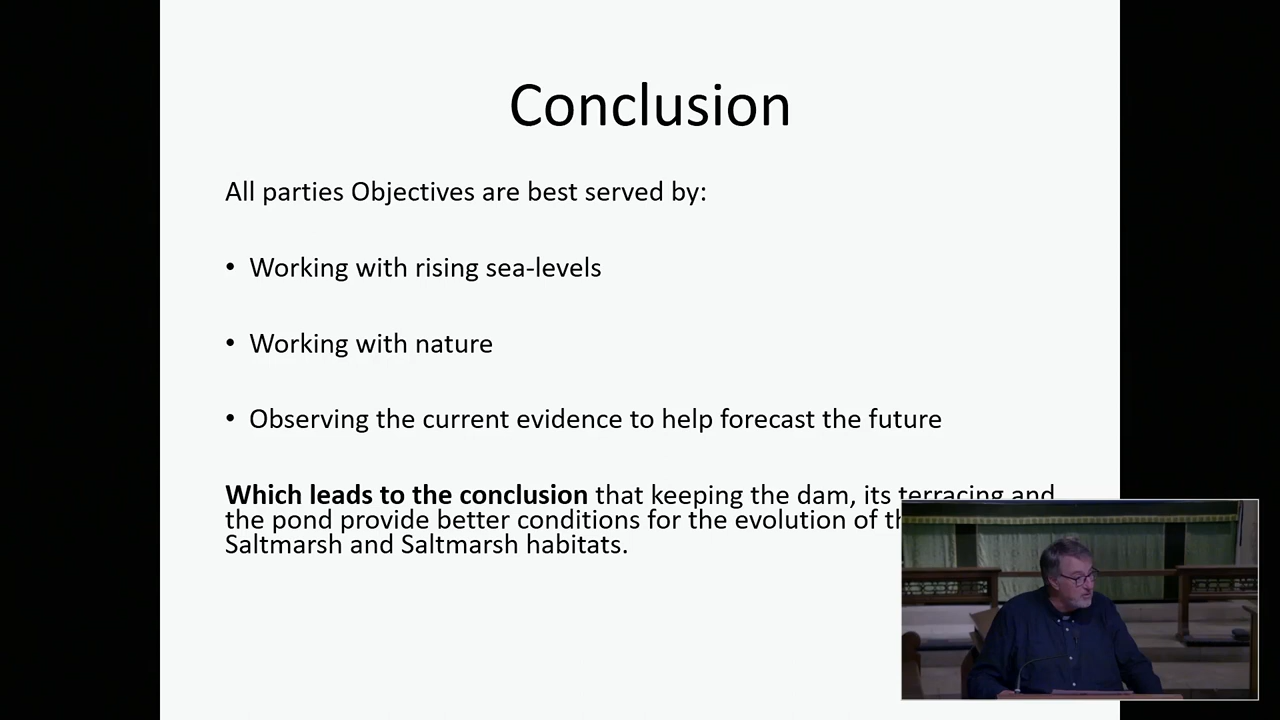 Conclusion
All parties Objectives are best served by:
• Working with rising sea-levels
• Working with nature
• Observing the current evidence to help forecast the future
Which leads to the conclusion that keeping the dam, its terracing and
the pond provide better conditions for the evolution of
Saltmarsh and Saltmarsh habitats.